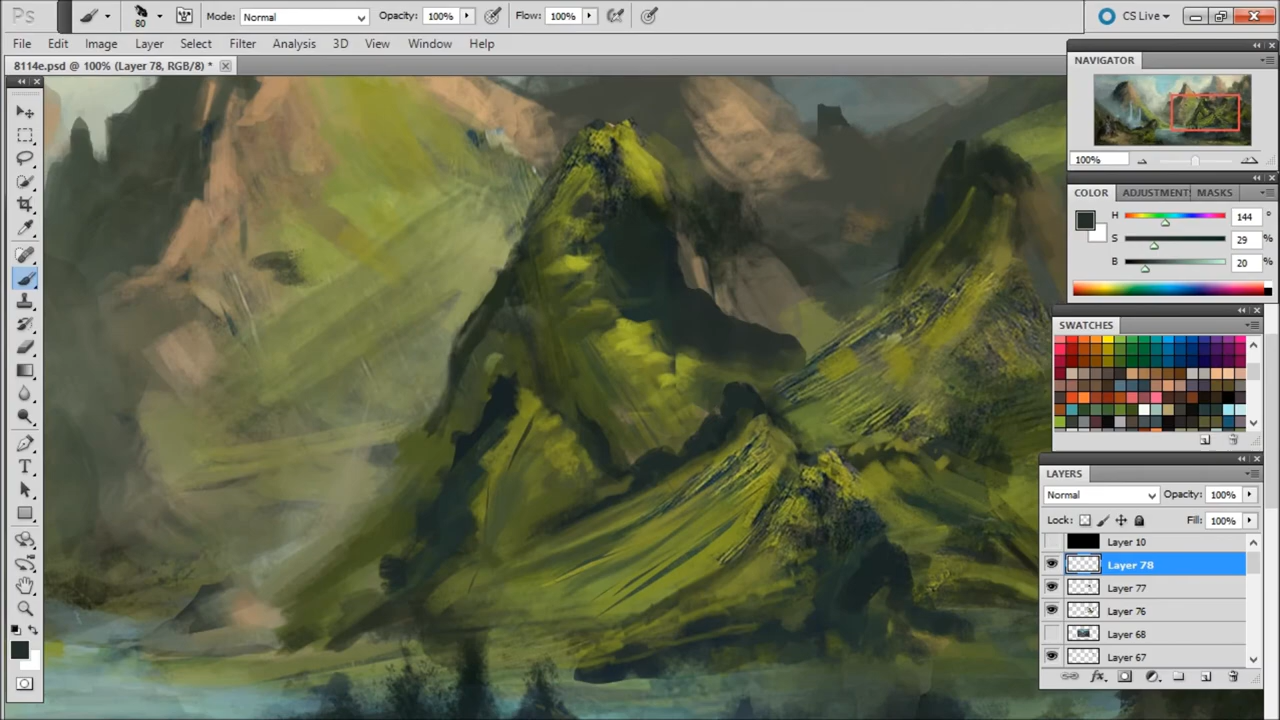 Ps 80 Mode: Normal Opacity: 100% Flow: 100% CS Live
File Edit Image Layer Select Filter Analysis 3D View Window Help
8114e.psd @ 100% (Layer 78, RGB/8) *
NAVIGATOR
100%
COLOR ADJUSTMENT MASKS
H 144 °
S 29 %
B 20 %
SWATCHES
LAYERS
Normal Opacity: 100%
Lock: Fill: 100%
Layer 10
Layer 78
Layer 77
Layer 76
Layer 68
Layer 67
fx